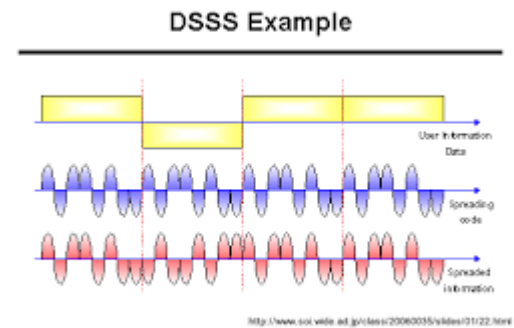 DSSS Example
User Information
Data
Spreading
code
Spreaded
information
http://www.soi.wide.ad.jp/class/20060035/slides/01/22.html